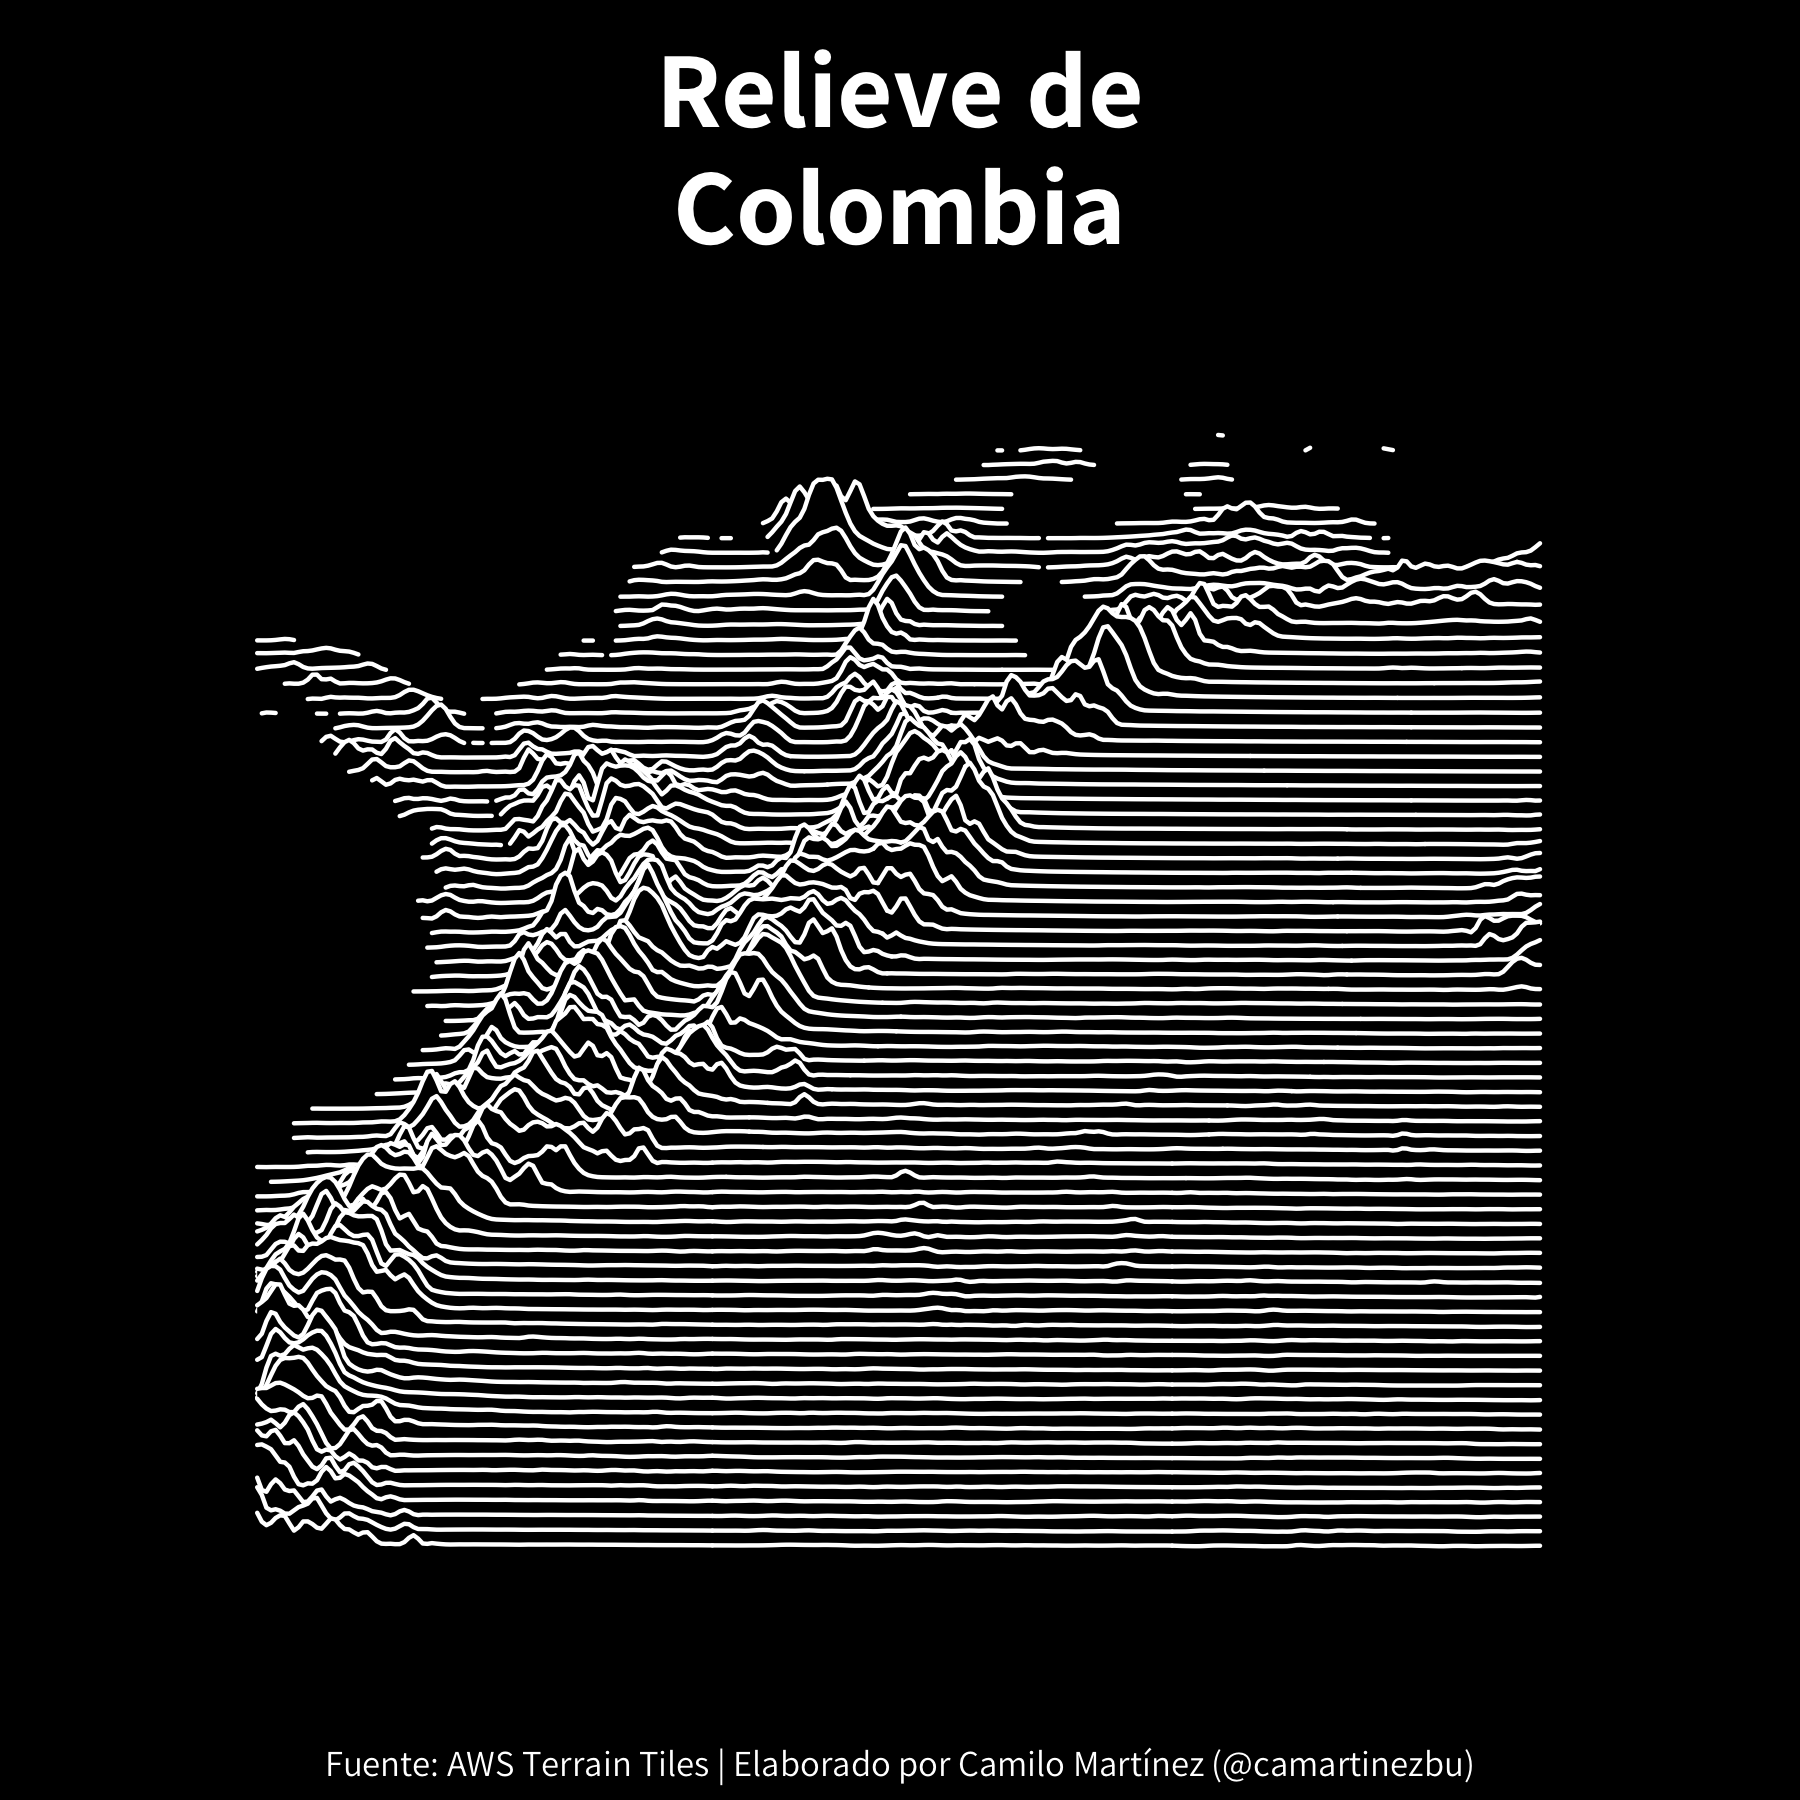 Relieve de
Colombia
Fuente: AWS Terrain Tiles | Elaborado por Camilo Martínez (@camartinezbu)